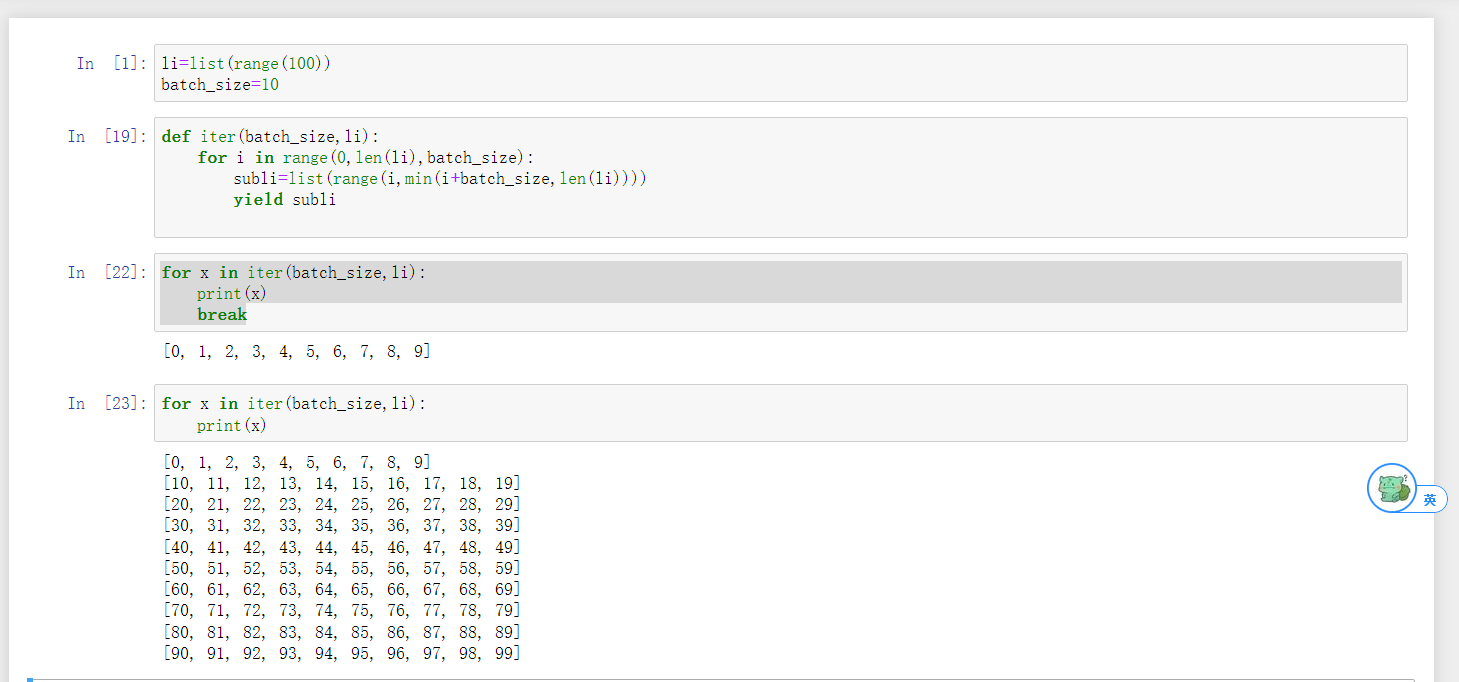 In [1]: li=list(range(100))
batch_size=10
In [19]: def iter(batch_size,li):
    for i in range(0,len(li),batch_size):
        subli=list(range(i,min(i+batch_size,len(li))))
        yield subli
In [22]: for x in iter(batch_size,li):
    print(x)
    break
[0, 1, 2, 3, 4, 5, 6, 7, 8, 9]
In [23]: for x in iter(batch_size,li):
    print(x)
[0, 1, 2, 3, 4, 5, 6, 7, 8, 9]
[10, 11, 12, 13, 14, 15, 16, 17, 18, 19]
[20, 21, 22, 23, 24, 25, 26, 27, 28, 29]
[30, 31, 32, 33, 34, 35, 36, 37, 38, 39]
[40, 41, 42, 43, 44, 45, 46, 47, 48, 49]
[50, 51, 52, 53, 54, 55, 56, 57, 58, 59]
[60, 61, 62, 63, 64, 65, 66, 67, 68, 69]
[70, 71, 72, 73, 74, 75, 76, 77, 78, 79]
[80, 81, 82, 83, 84, 85, 86, 87, 88, 89]
[90, 91, 92, 93, 94, 95, 96, 97, 98, 99]
英